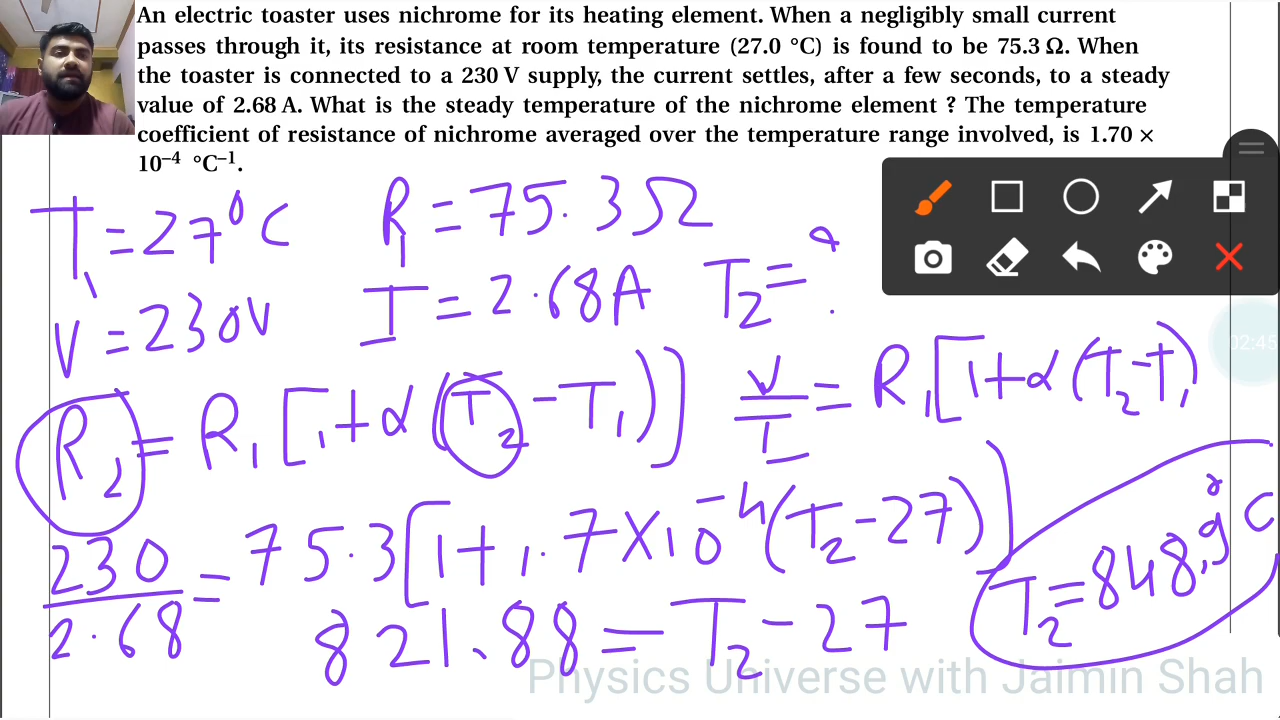 An electric toaster uses nichrome for its heating element. When a negligibly small current
passes through it, its resistance at room temperature (27.0 °C) is found to be 75.3 Ω. When
the toaster is connected to a 230 V supply, the current settles, after a few seconds, to a steady
value of 2.68 A. What is the steady temperature of the nichrome element ? The temperature
coefficient of resistance of nichrome averaged over the temperature range involved, is 1.70 ×
10⁻⁴ °C⁻¹.
T₁ = 27°C R₁ = 75.3Ω
V = 230V I = 2.68A T₂ = ?
02:45
R₂ = R₁[1+α(T₂-T₁)] V/I = R₁[1+α(T₂-T₁)
230/2.68 = 75.3[1+1.7×10⁻⁴(T₂-27)]
821.88 = T₂-27 T₂=848.9°C
Physics Universe with Jaimin Shah